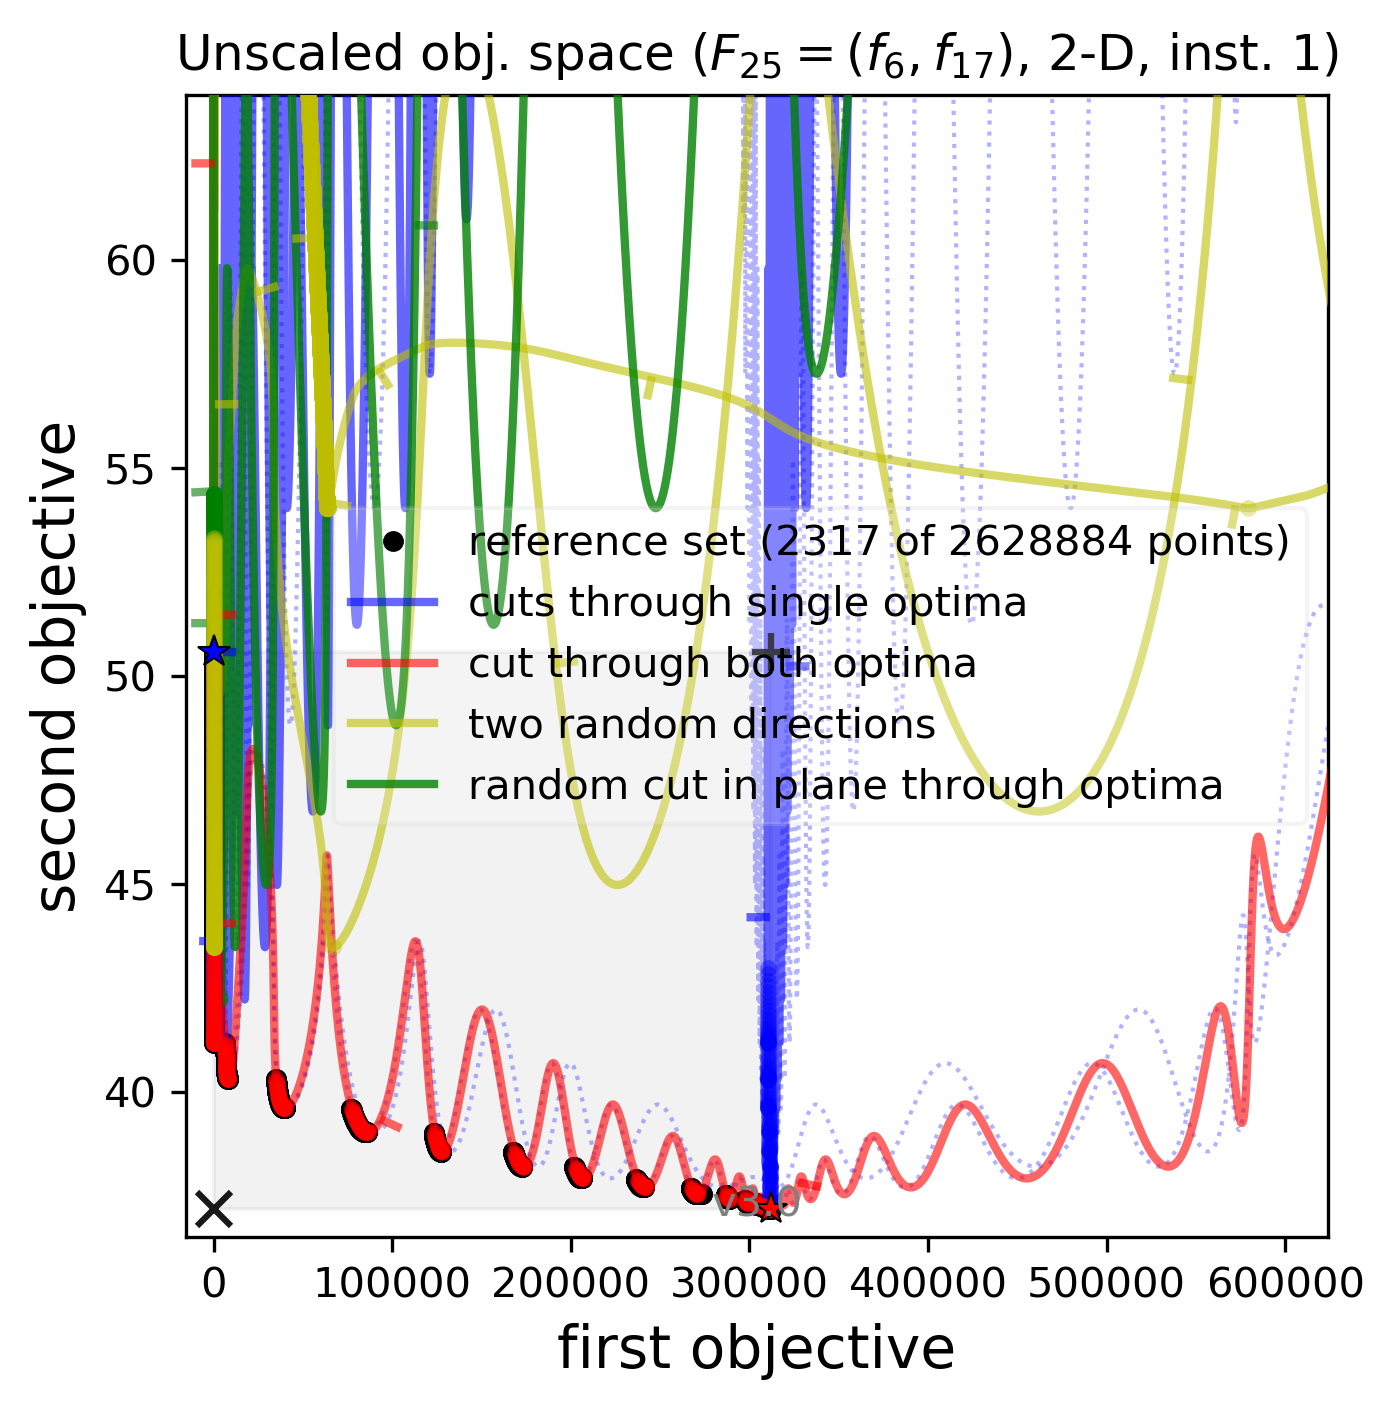 Unscaled obj. space (F₂₅ = (f₆, f₁₇), 2-D, inst. 1)
second objective
60
55
50
45
40
reference set (2317 of 2628884 points)
cuts through single optima
cut through both optima
two random directions
random cut in plane through optima
v3.0
0 100000 200000 300000 400000 500000 600000
first objective